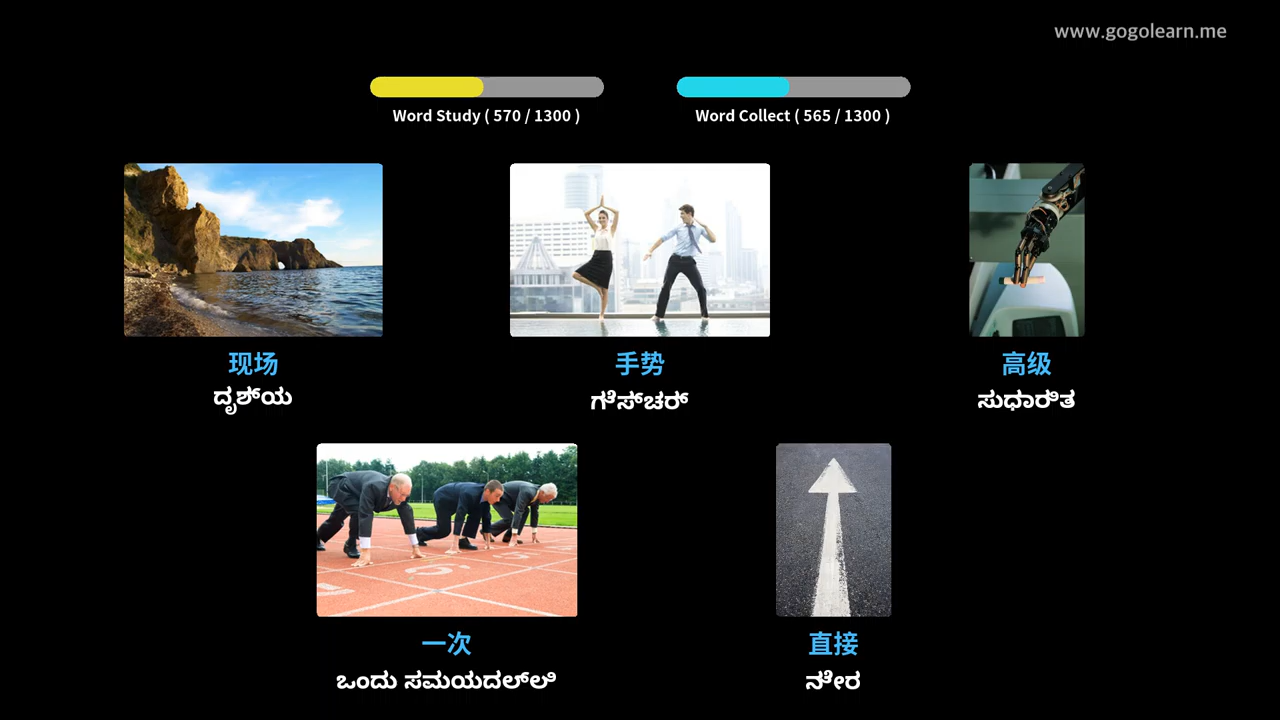 www.gogolearn.me
Word Study ( 570 / 1300 )
Word Collect ( 565 / 1300 )
现场
ದೃಶ್ಯ
手势
ಗೆಸ್ಚರ್
高级
ಸುಧಾರಿತ
一次
ಒಂದು ಸಮಯದಲ್ಲಿ
直接
ನೇರ